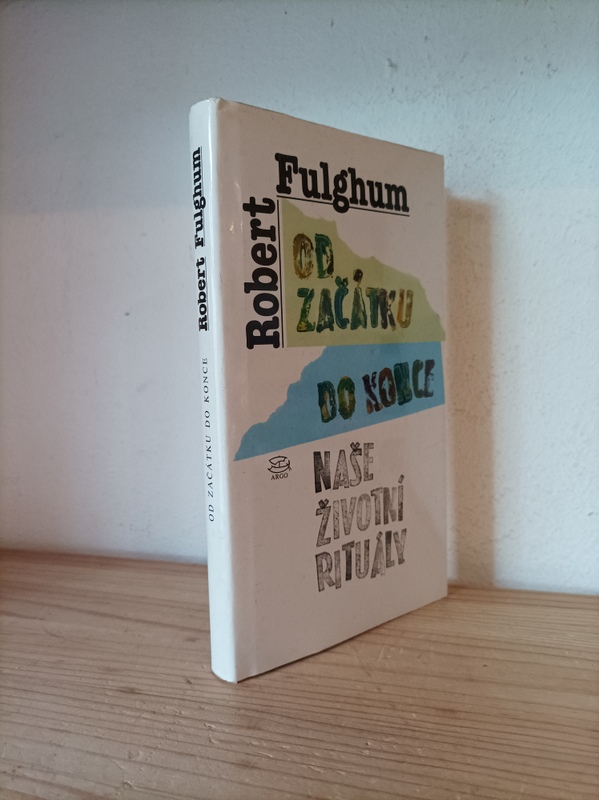 Robert Fulghum
OD ZAČÁTKU DO KONCE
Robert
Fulghum
OD
ZAČÁTKU
DO KONCE
ARGO
NAŠE
ŽIVOTNÍ
RITUÁLY